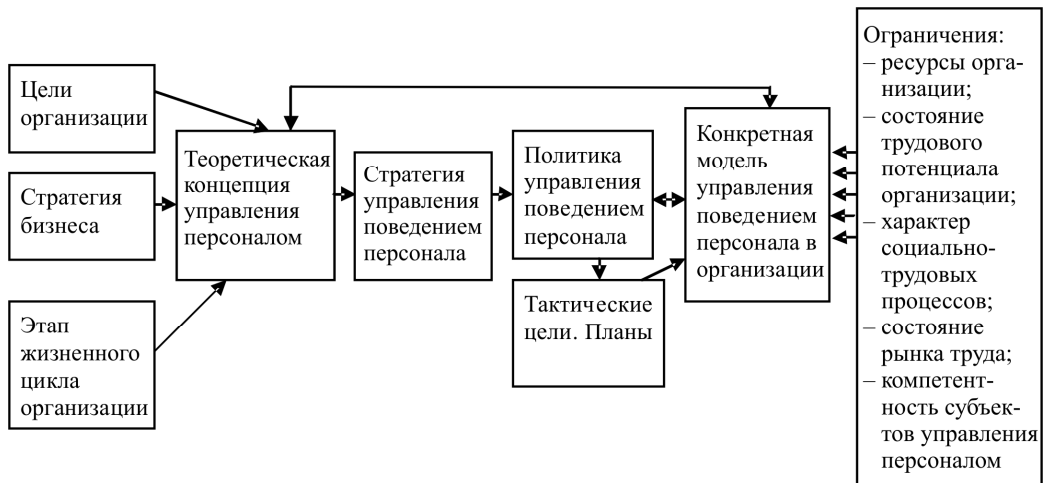 Цели
организации
Стратегия
бизнеса
Этап
жизненного
цикла
организации
Теоретическая
концепция
управления
персоналом
Стратегия
управления
поведением
персонала
Политика
управления
поведением
персонала
Тактические
цели. Планы
Конкретная
модель
управления
поведением
персонала в
организации
Ограничения:
– ресурсы орга-
низации;
– состояние
трудового
потенциала
организации;
– характер
социально-
трудовых
процессов;
– состояние
рынка труда;
– компетент-
ность субъек-
тов управления
персоналом